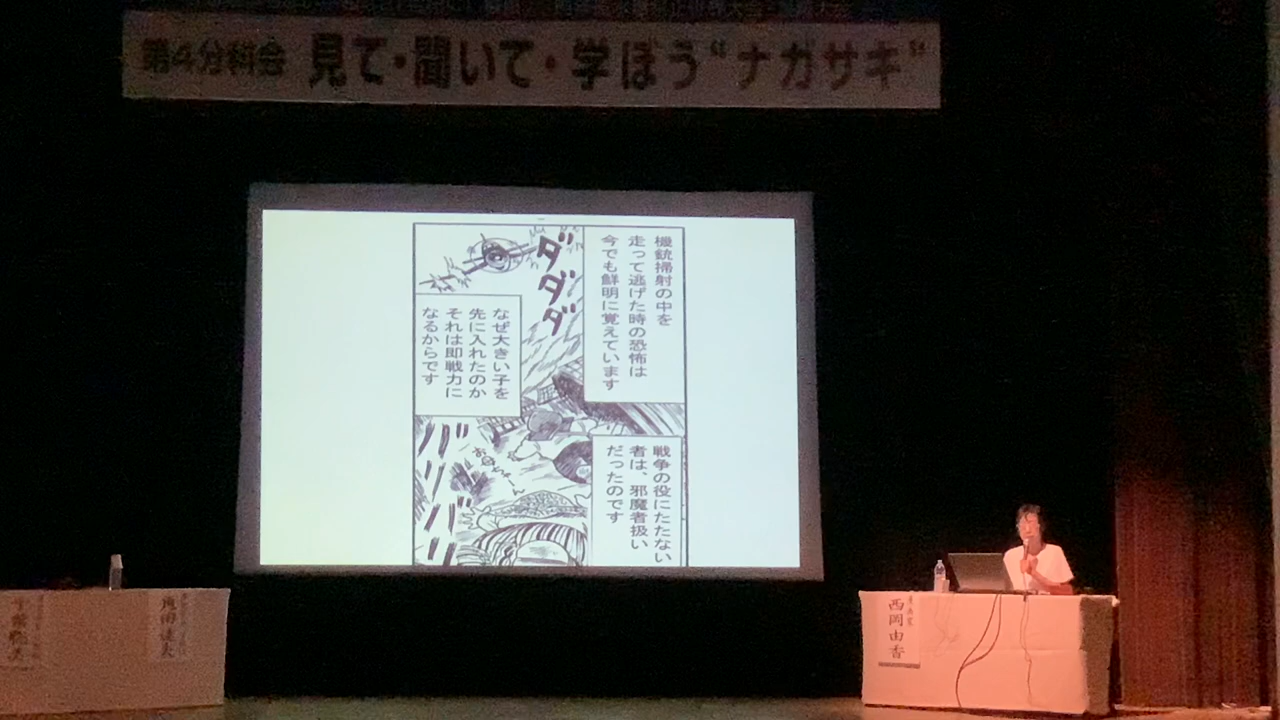 第4分科会 見て・聞いて・学ぼう“ナガサキ”
機銃掃射の中を
走って逃げた時の恐怖は
今でも鮮明に覚えています
ダダダ
なぜ大きい子を
先に入れたのか
それは即戦力に
なるからです
戦争の役にたたない
者は、邪魔者扱い
だったのです
バリバリ
西岡由香